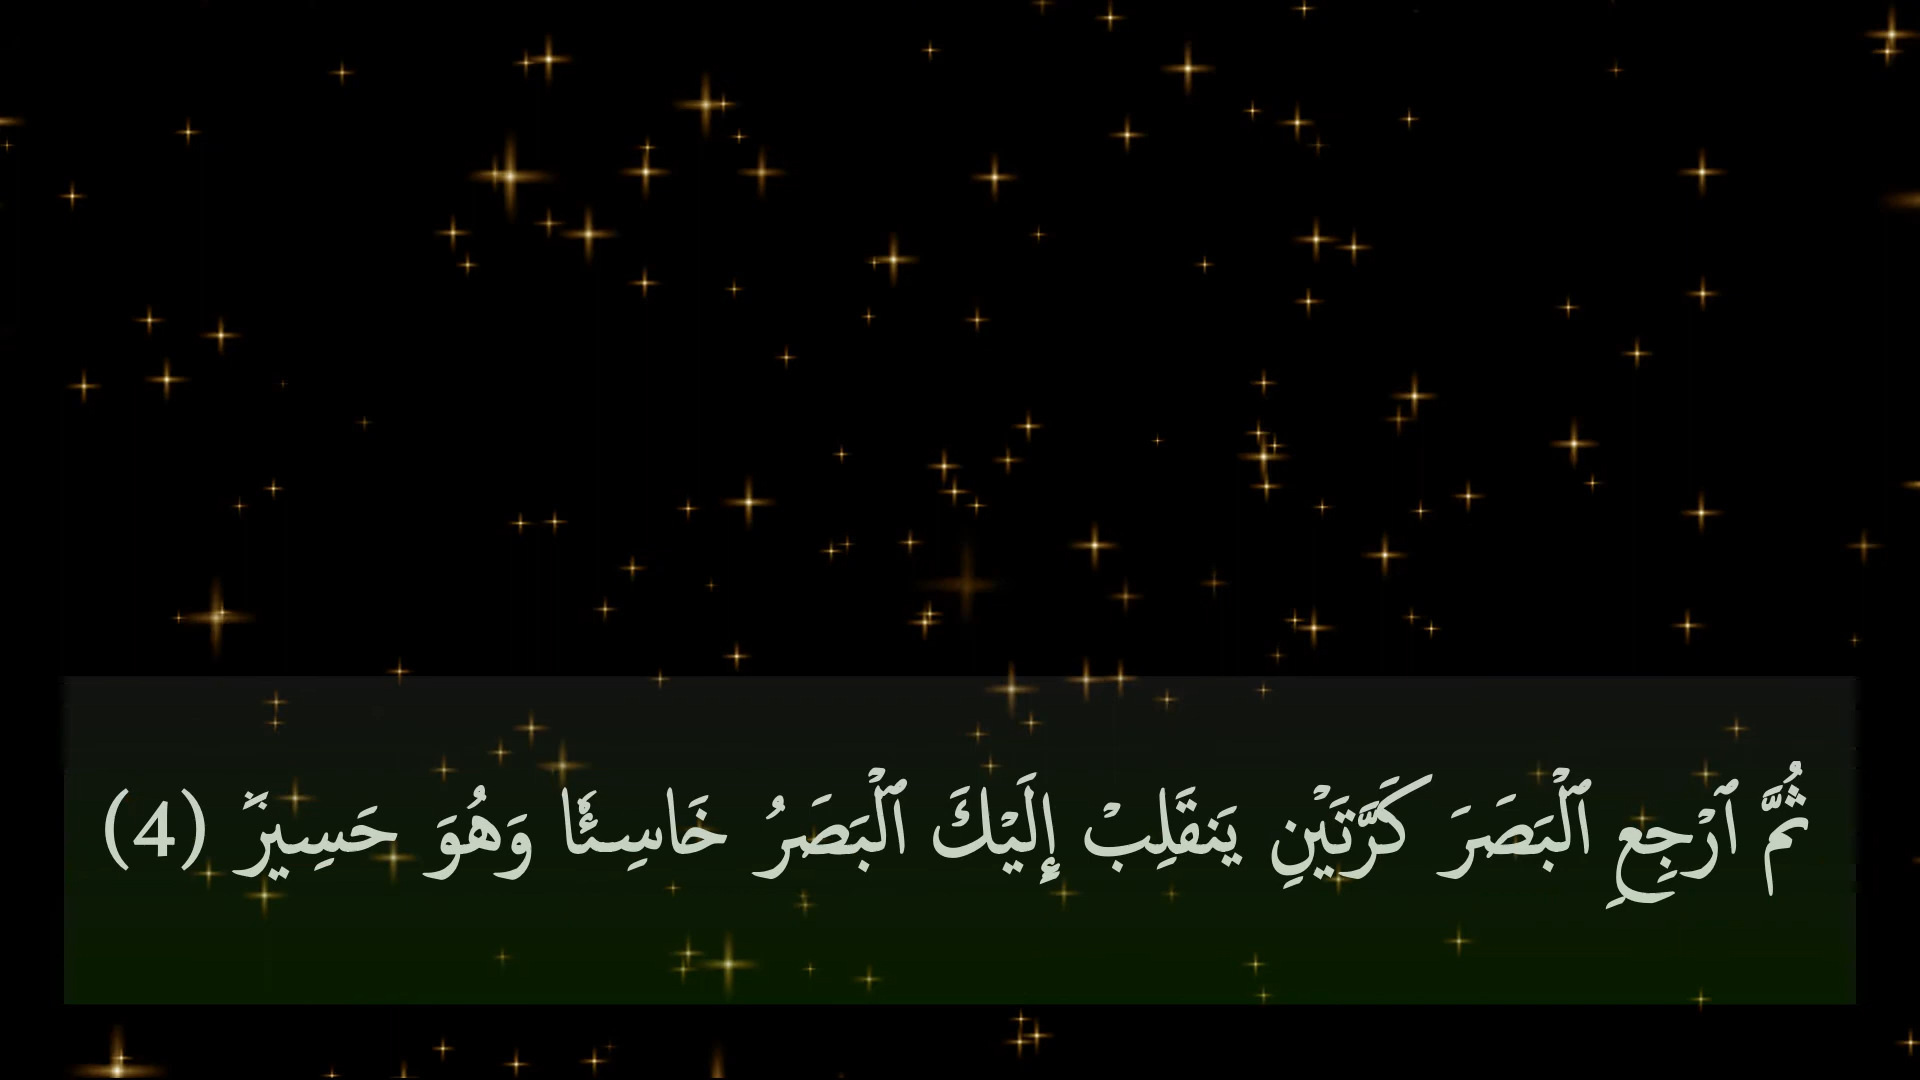 ثُمَّ ٱرْجِعِ ٱلْبَصَرَ كَرَّتَيْنِ يَنقَلِبْ إِلَيْكَ ٱلْبَصَرُ خَاسِئًا وَهُوَ حَسِيرٌ (4)